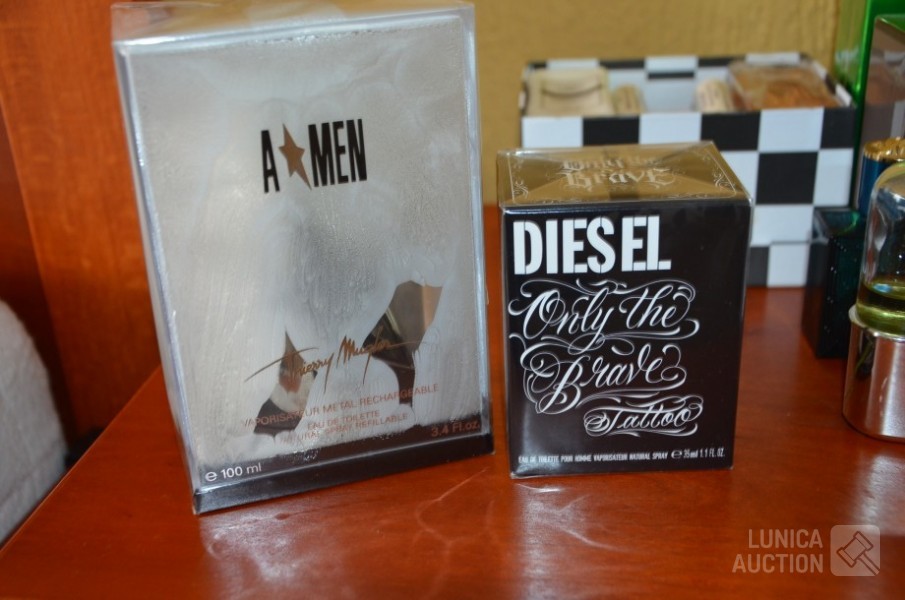 A★MEN
Thierry Mugler
VAPORISATEUR METAL RECHARGEABLE
EAU DE TOILETTE
NATURAL SPRAY REFILLABLE
3.4 Fl.oz.
e 100 ml
Only the
Brave
DIESEL
Only the
Brave
Tattoo
EAU DE TOILETTE POUR HOMME VAPORISATEUR NATURAL SPRAY e 35 ml 1.1 FL. OZ.
LUNICA
AUCTION